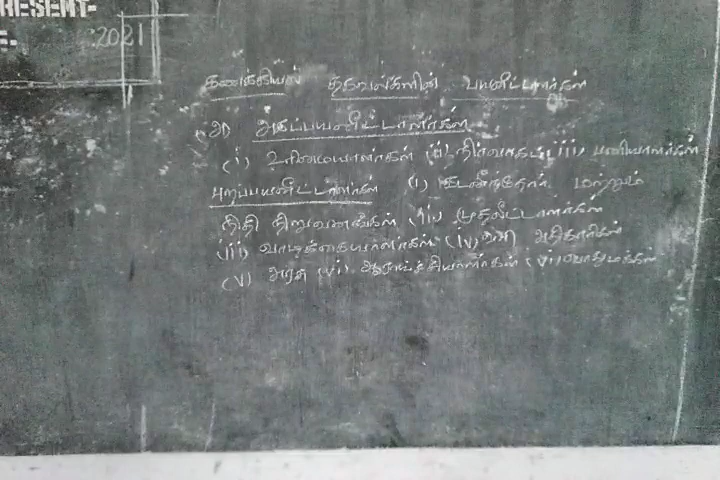 RESENT-
E. 2021
கணக்கியல் தகவல்களின் பயனீட்டாளர்கள்
அ) அகப்பயனீட்டாளர்கள்
(i) உரிமையாளர்கள் (ii) நிர்வாகம் (iii) பணியாளர்கள்
புறப்பயனீட்டாளர்கள் (i) கடனீந்தோர் மற்றும்
நிதி நிறுவனங்கள் (ii) முதலீட்டாளர்கள்
(iii) வாடிக்கையாளர்கள் (iv) வரி அதிகாரிகள்
(v) அரசு (vi) ஆராய்ச்சியாளர்கள் (vii) பொதுமக்கள்